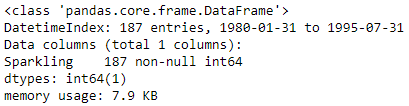 <class 'pandas.core.frame.DataFrame'>
DatetimeIndex: 187 entries, 1980-01-31 to 1995-07-31
Data columns (total 1 columns):
Sparkling    187 non-null int64
dtypes: int64(1)
memory usage: 7.9 KB